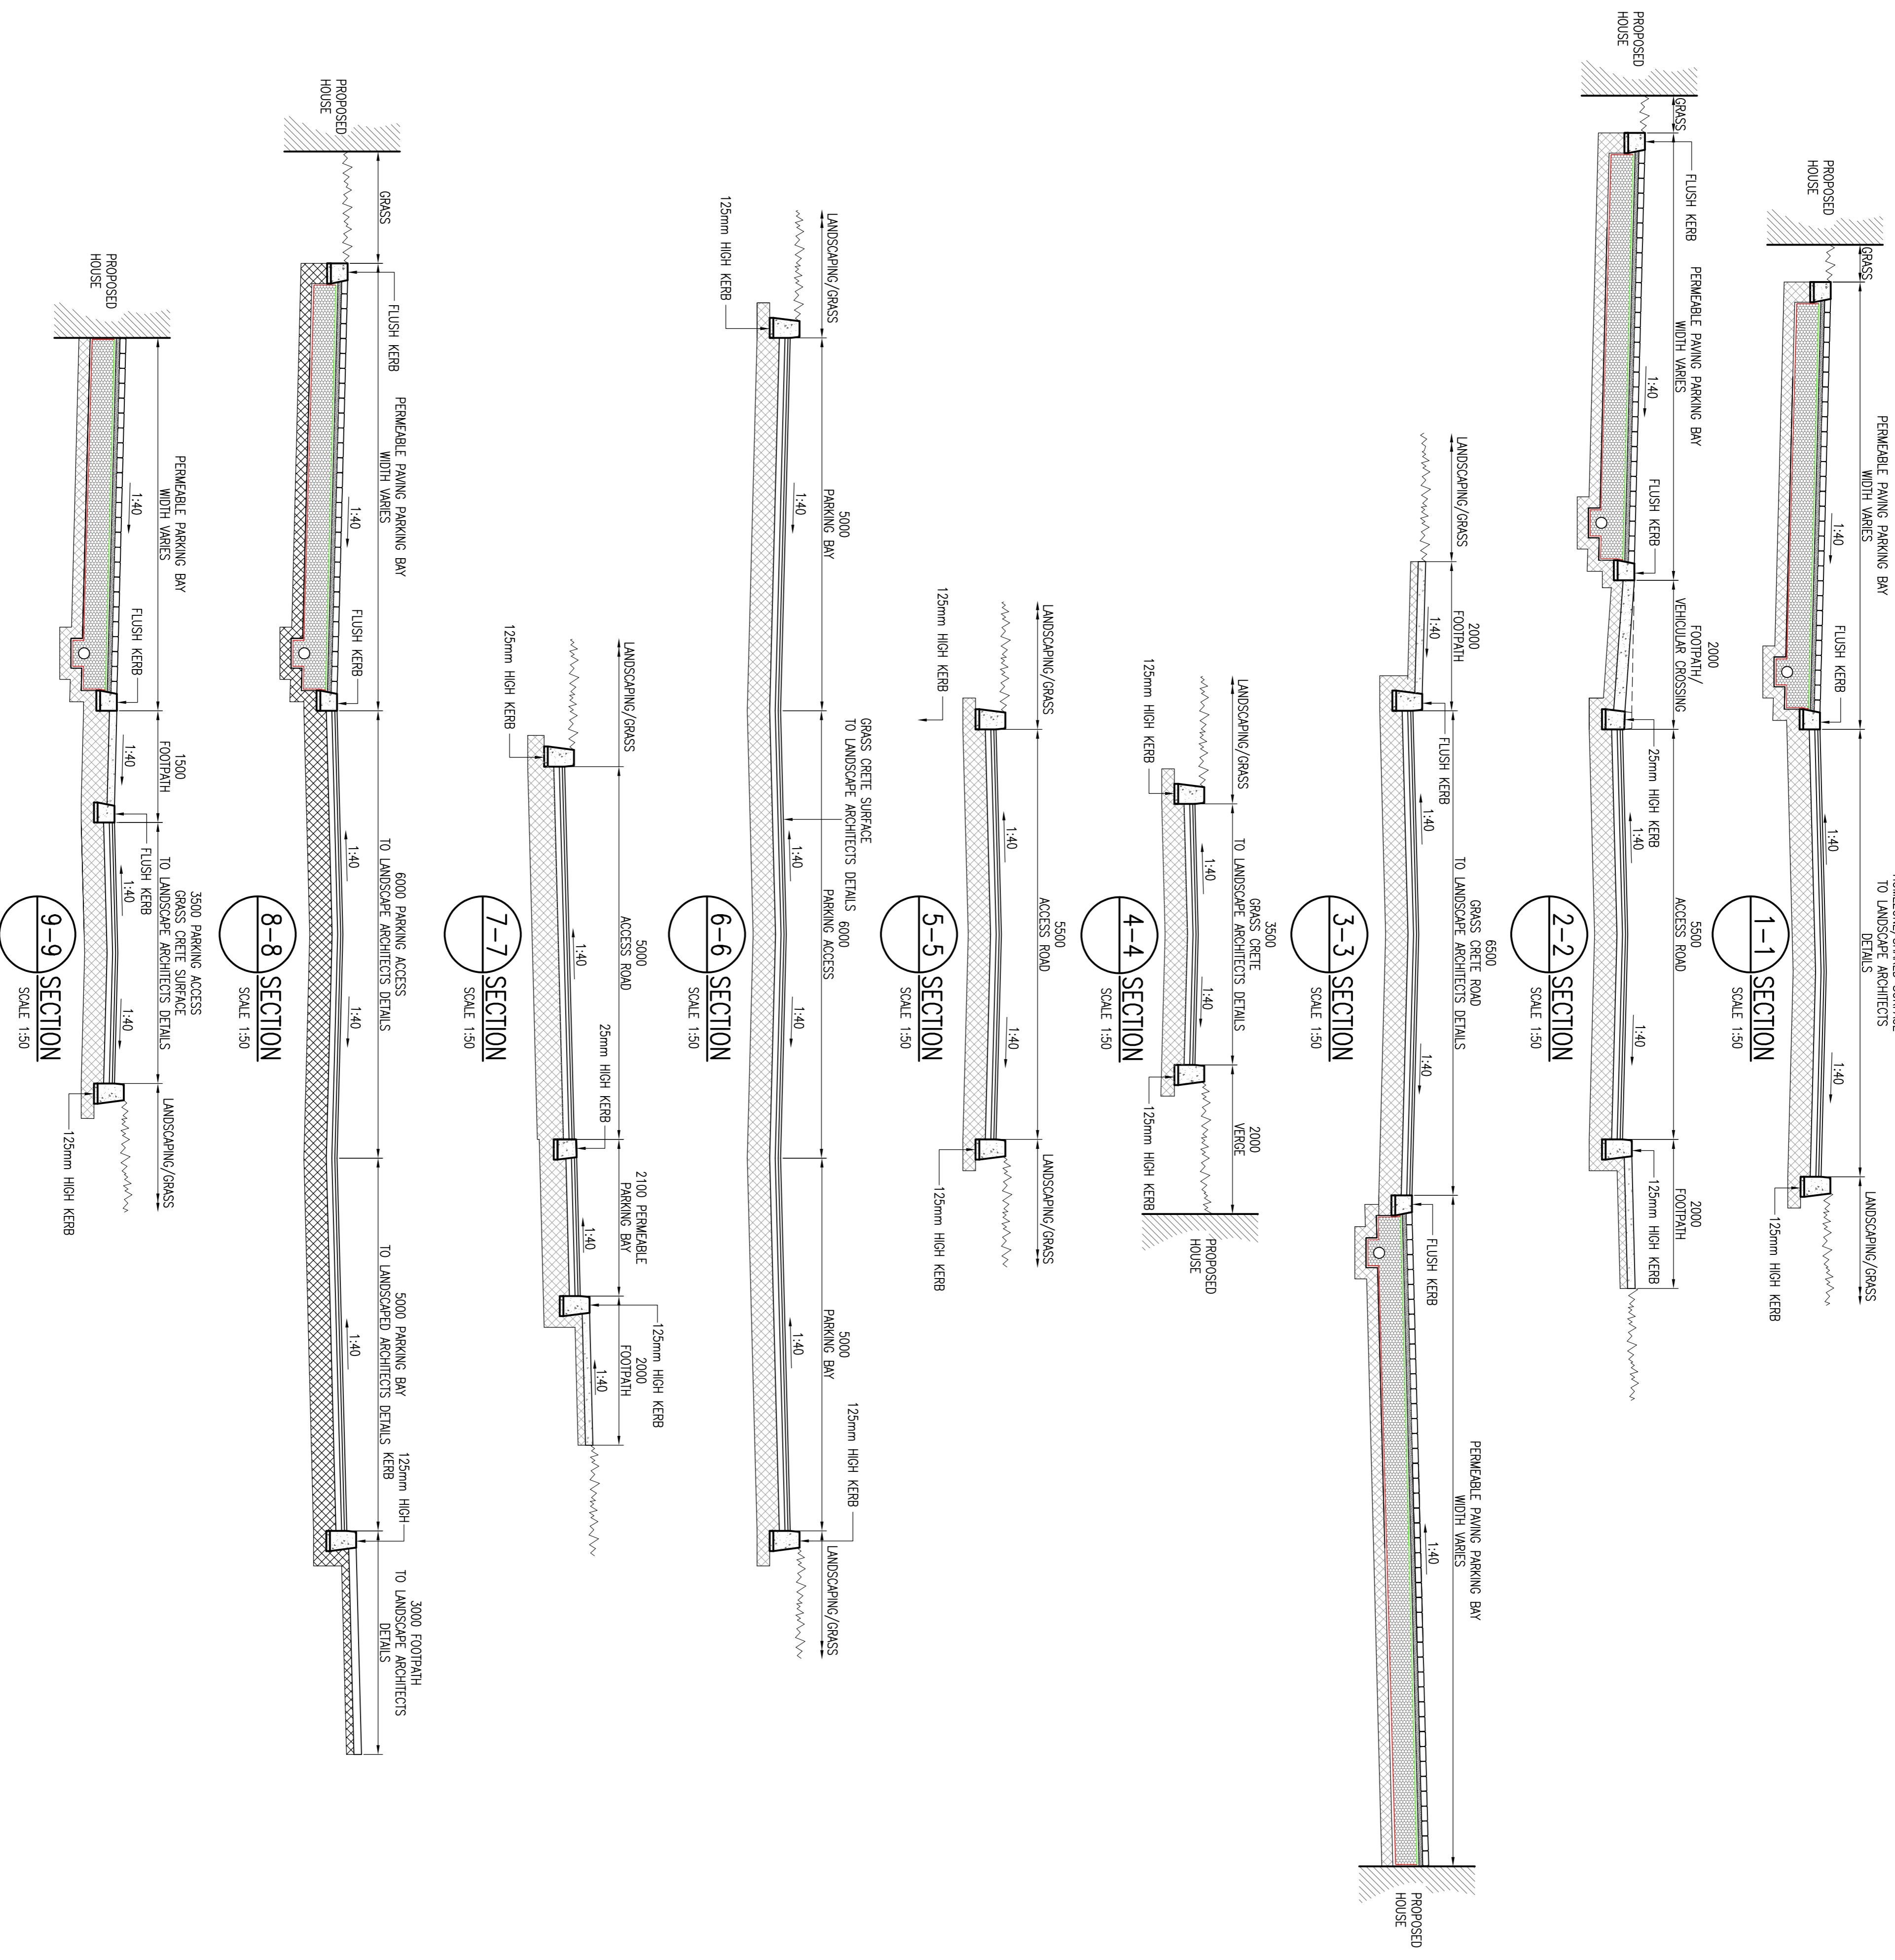 PERMEABLE PAVING PARKING BAY
WIDTH VARIES
TO LANDSCAPE ARCHITECTS
DETAILS
LANDSCAPING/GRASS
GRASS
PROPOSED
HOUSE
1:40
FLUSH KERB
1:40
1:40
125mm HIGH KERB
1-1
SECTION
SCALE 1:50
PROPOSED
HOUSE
GRASS
FLUSH KERB
PERMEABLE PAVING PARKING BAY
WIDTH VARIES
1:40
FLUSH KERB
2000
FOOTPATH/
VEHICULAR CROSSING
25mm HIGH KERB
5500
ACCESS ROAD
1:40
1:40
2000
FOOTPATH
125mm HIGH KERB
2-2
SECTION
SCALE 1:50
LANDSCAPING/GRASS
2000
FOOTPATH
1:40
FLUSH KERB
6500
GRASS CRETE ROAD
TO LANDSCAPE ARCHITECTS DETAILS
1:40
1:40
FLUSH KERB
PERMEABLE PAVING PARKING BAY
WIDTH VARIES
1:40
PROPOSED
HOUSE
3-3
SECTION
SCALE 1:50
LANDSCAPING/GRASS
125mm HIGH KERB
3500
GRASS CRETE
TO LANDSCAPE ARCHITECTS DETAILS
1:40
1:40
2000
VERGE
125mm HIGH KERB
PROPOSED
HOUSE
4-4
SECTION
SCALE 1:50
LANDSCAPING/GRASS
125mm HIGH KERB
5500
ACCESS ROAD
1:40
1:40
LANDSCAPING/GRASS
125mm HIGH KERB
5-5
SECTION
SCALE 1:50
LANDSCAPING/GRASS
125mm HIGH KERB
5000
PARKING BAY
1:40
GRASS CRETE SURFACE
TO LANDSCAPE ARCHITECTS DETAILS
6000
PARKING ACCESS
1:40
1:40
5000
PARKING BAY
1:40
125mm HIGH KERB
LANDSCAPING/GRASS
6-6
SECTION
SCALE 1:50
LANDSCAPING/GRASS
125mm HIGH KERB
5000
ACCESS ROAD
1:40
25mm HIGH KERB
2100 PERMEABLE
PARKING BAY
1:40
125mm HIGH KERB
2000
FOOTPATH
1:40
7-7
SECTION
SCALE 1:50
PROPOSED
HOUSE
GRASS
FLUSH KERB
PERMEABLE PAVING PARKING BAY
WIDTH VARIES
1:40
FLUSH KERB
6000 PARKING ACCESS
TO LANDSCAPE ARCHITECTS DETAILS
1:40
1:40
5000 PARKING BAY
TO LANDSCAPED ARCHITECTS DETAILS
1:40
125mm HIGH
KERB
3000 FOOTPATH
TO LANDSCAPE ARCHITECTS
DETAILS
8-8
SECTION
SCALE 1:50
PROPOSED
HOUSE
PERMEABLE PARKING BAY
WIDTH VARIES
1:40
FLUSH KERB
1500
FOOTPATH
1:40
FLUSH KERB
3500 PARKING ACCESS
GRASS CRETE SURFACE
TO LANDSCAPE ARCHITECTS DETAILS
1:40
1:40
LANDSCAPING/GRASS
125mm HIGH KERB
9-9
SECTION
SCALE 1:50